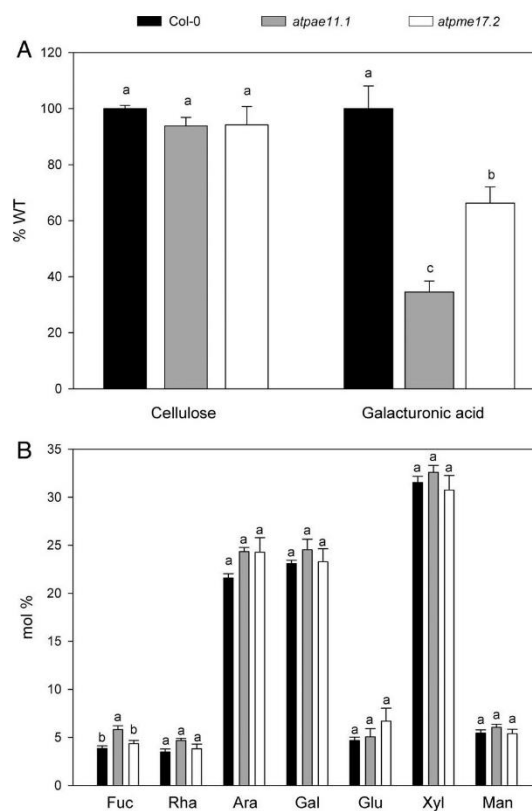 Col-0 atpae11.1 atpme17.2
A
120
100
80
60
40
20
0
% WT
a a a a c b
Cellulose Galacturonic acid
B
35
30
25
20
15
10
5
0
mol %
b a b a a a a a a a a a a a a a a a a a a
Fuc Rha Ara Gal Glu Xyl Man